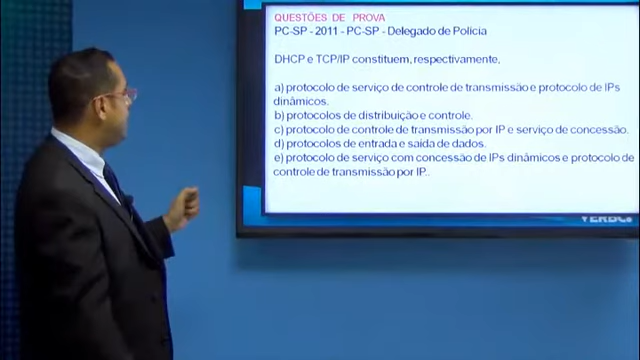 QUESTÕES DE PROVA
PC-SP - 2011 - PC-SP - Delegado de Polícia
DHCP e TCP/IP constituem, respectivamente,
a) protocolo de serviço de controle de transmissão e protocolo de IPs
dinâmicos.
b) protocolos de distribuição e controle.
c) protocolo de controle de transmissão por IP e serviço de concessão.
d) protocolos de entrada e saída de dados.
e) protocolo de serviço com concessão de IPs dinâmicos e protocolo de
controle de transmissão por IP..